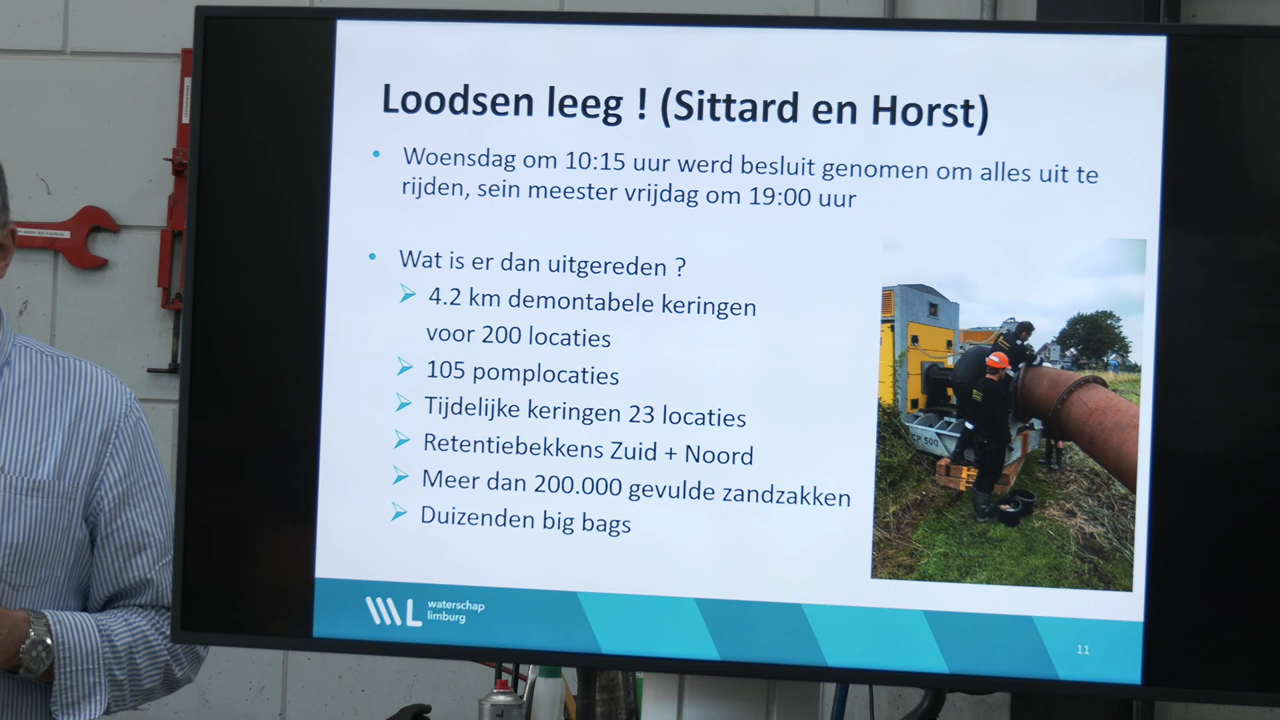 Loodsen leeg ! (Sittard en Horst)
• Woensdag om 10:15 uur werd besluit genomen om alles uit te
rijden, sein meester vrijdag om 19:00 uur
• Wat is er dan uitgereden ?
4.2 km demontabele keringen
voor 200 locaties
105 pomplocaties
Tijdelijke keringen 23 locaties
Retentiebekkens Zuid + Noord
Meer dan 200.000 gevulde zandzakken
Duizenden big bags
CP 500
WL waterschap
limburg
11